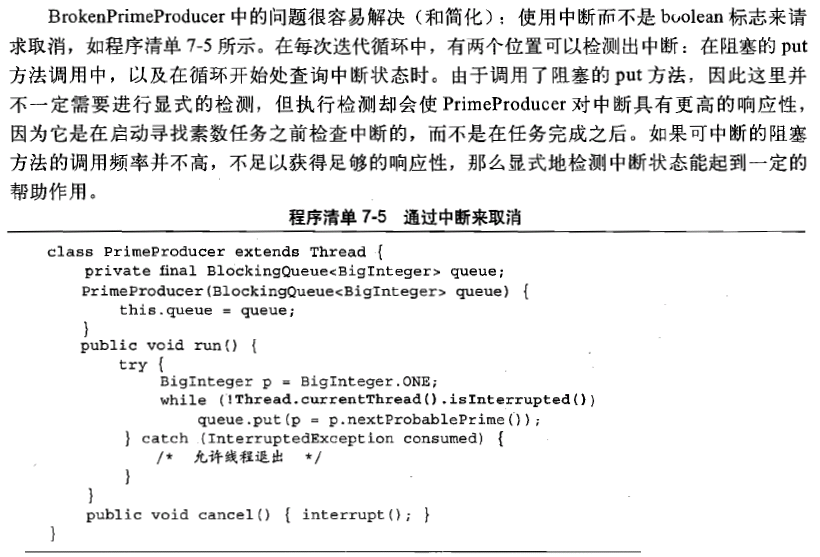 BrokenPrimeProducer 中的问题很容易解决（和简化）：使用中断而不是 boolean 标志来请
求取消，如程序清单 7-5 所示。在每次迭代循环中，有两个位置可以检测出中断：在阻塞的 put
方法调用中，以及在循环开始处查询中断状态时。由于调用了阻塞的 put 方法，因此这里并
不一定需要进行显式的检测，但执行检测却会使 PrimeProducer 对中断具有更高的响应性，
因为它是在启动寻找素数任务之前检查中断的，而不是在任务完成之后。如果可中断的阻塞
方法的调用频率并不高，不足以获得足够的响应性，那么显式地检测中断状态能起到一定的
帮助作用。
程序清单 7-5 通过中断来取消
class PrimeProducer extends Thread {
private final BlockingQueue<BigInteger> queue;
PrimeProducer(BlockingQueue<BigInteger> queue) {
this.queue = queue;
}
public void run() {
try {
BigInteger p = BigInteger.ONE;
while (!Thread.currentThread().isInterrupted())
queue.put(p = p.nextProbablePrime());
} catch (InterruptedException consumed) {
/* 允许线程退出 */
}
}
public void cancel() { interrupt(); }
}